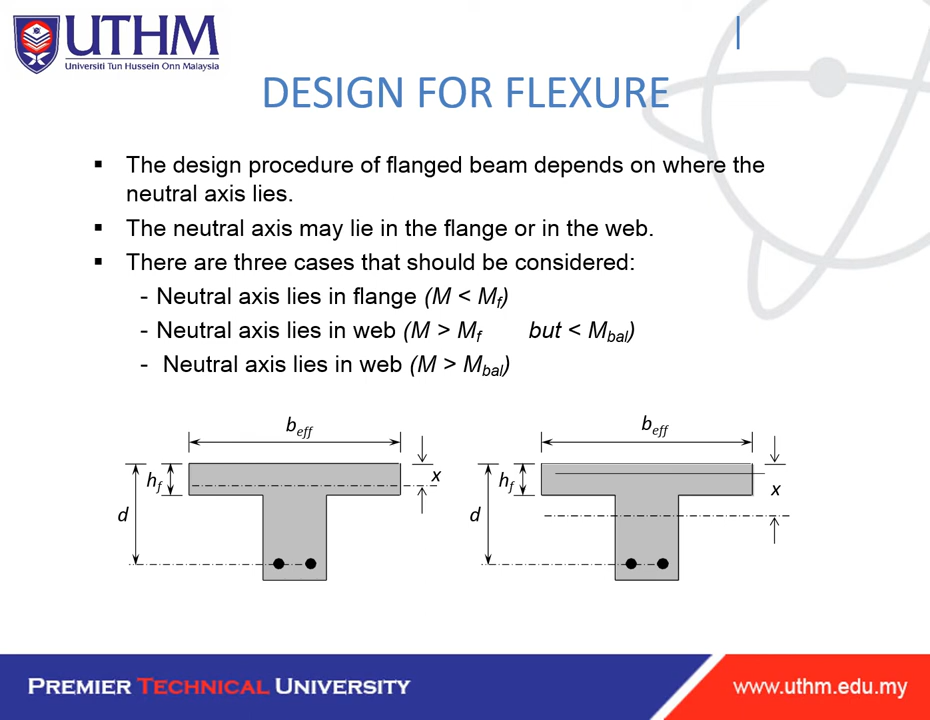 UTHM
Universiti Tun Hussein Onn Malaysia
DESIGN FOR FLEXURE
▪ The design procedure of flanged beam depends on where the
neutral axis lies.
▪ The neutral axis may lie in the flange or in the web.
▪ There are three cases that should be considered:
- Neutral axis lies in flange (M < Mf)
- Neutral axis lies in web (M > Mf but < Mbal)
- Neutral axis lies in web (M > Mbal)
beff
hf
x
d
beff
hf
x
d
PREMIER TECHNICAL UNIVERSITY
www.uthm.edu.my